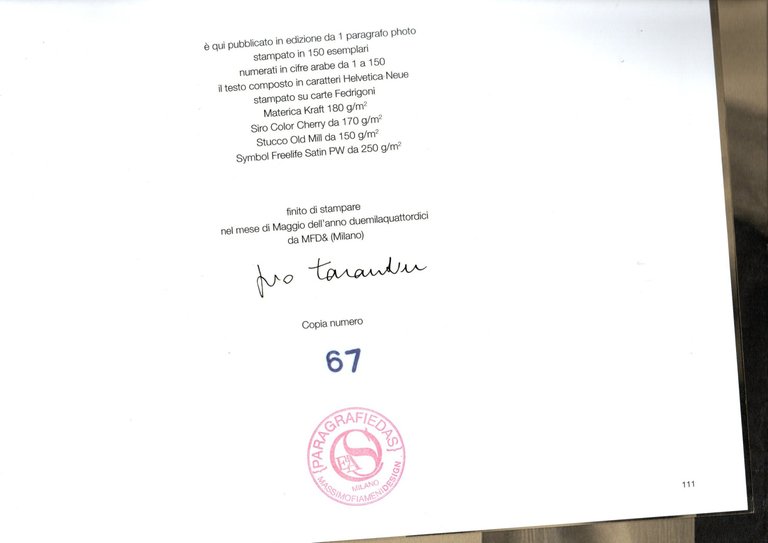 è qui pubblicato in edizione da 1 paragrafo photo
stampato in 150 esemplari
numerati in cifre arabe da 1 a 150
il testo composto in caratteri Helvetica Neue
stampato su carte Fedrigoni
Materica Kraft 180 g/m²
Siro Color Cherry da 170 g/m²
Stucco Old Mill da 150 g/m²
Symbol Freelife Satin PW da 250 g/m²
finito di stampare
nel mese di Maggio dell'anno duemilaquattordici
da MFD& (Milano)
Copia numero
67
{PARAGRAFIEDAS}
MILANO
MASSIMOFIAMENIDESIGN
111